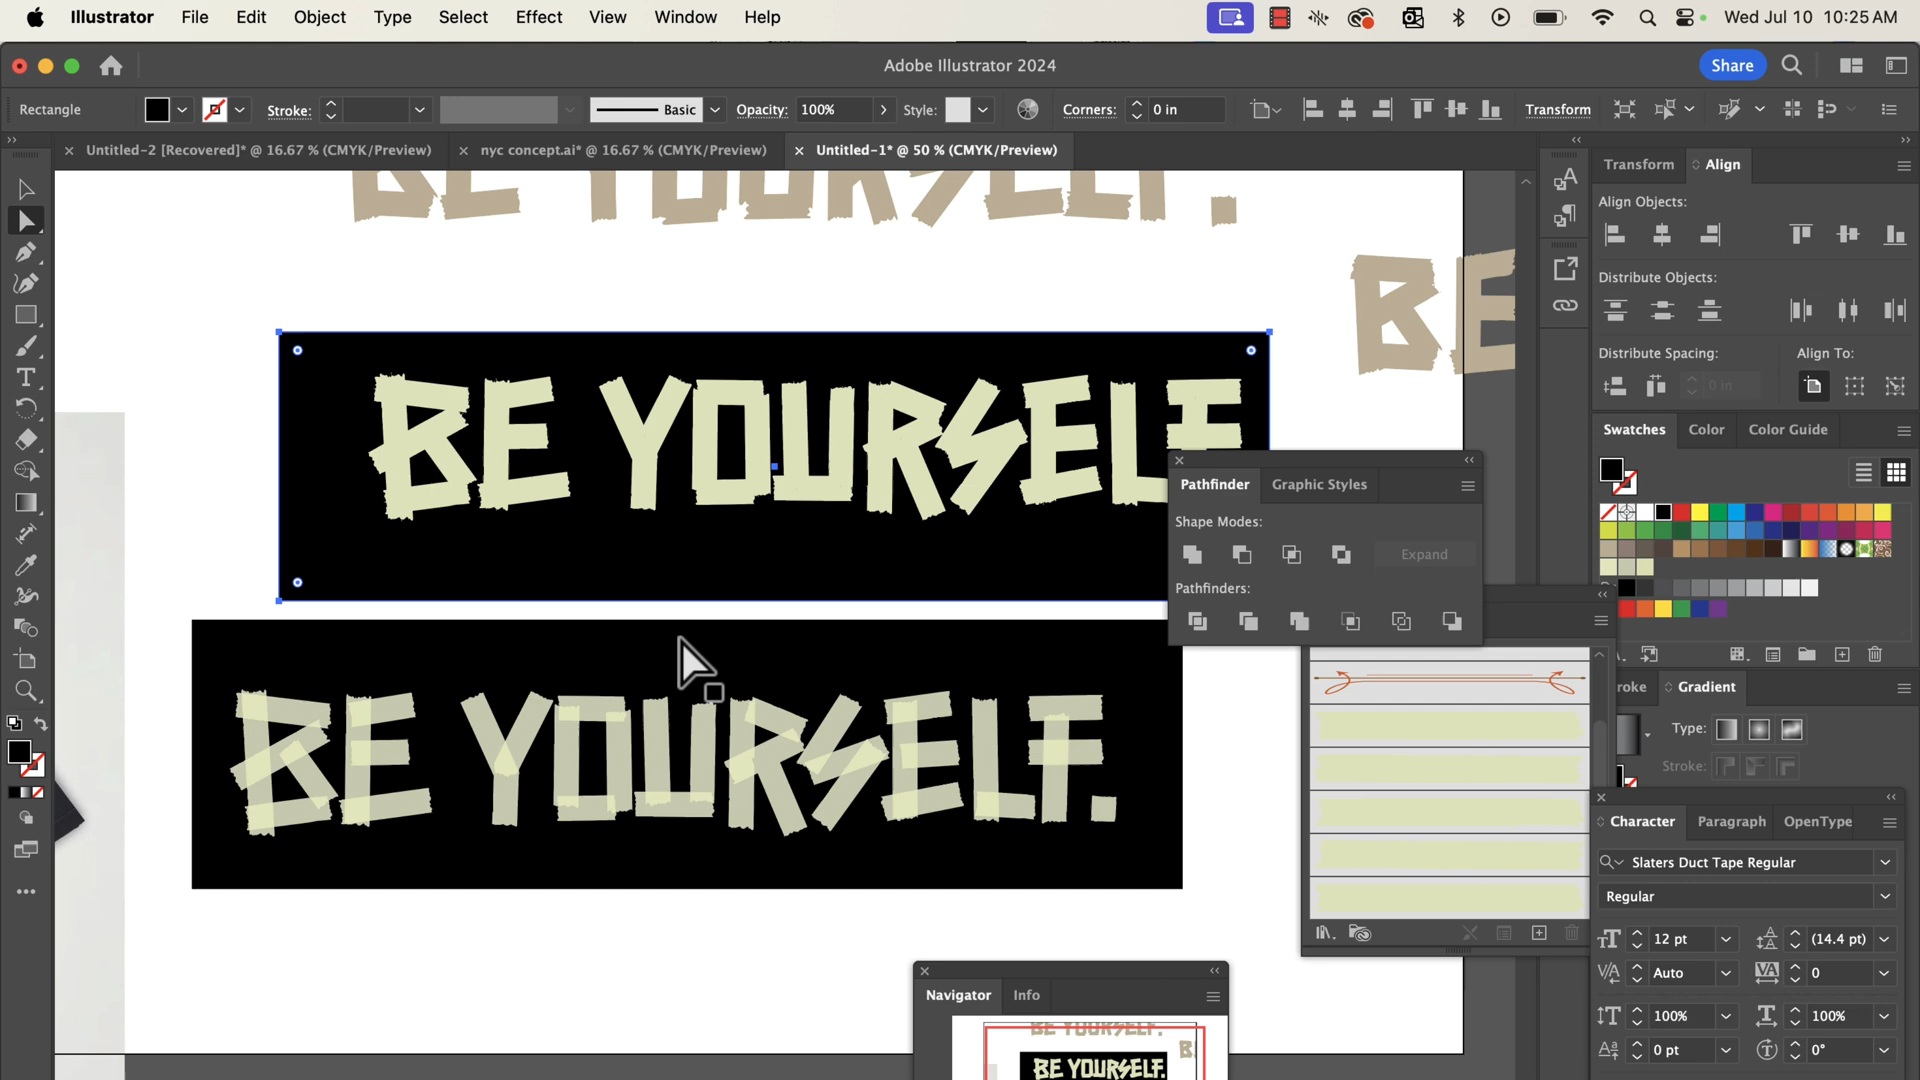 Illustrator File Edit Object Type Select Effect View Window Help Wed Jul 10 10:25 AM
Adobe Illustrator 2024 Share
Rectangle Stroke: Basic Opacity: 100% Style: Corners: 0 in Transform
Untitled-2 [Recovered]* @ 16.67 % (CMYK/Preview) nyc concept.ai* @ 16.67 % (CMYK/Preview) Untitled-1* @ 50 % (CMYK/Preview)
BE YOURSELF.
BE
BE YOURSELF
BE YOURSELF.
Transform Align
Align Objects:
Distribute Objects:
Distribute Spacing: Align To:
0 in
Swatches Color Color Guide
Pathfinder Graphic Styles
Shape Modes:
Expand
Pathfinders:
roke Gradient
Type:
Stroke:
Character Paragraph OpenType
Slaters Duct Tape Regular
Regular
12 pt (14.4 pt)
Auto 0
100% 100%
0 pt 0°
Navigator Info
BE YOURSELF.
B
BE YOURSELF.